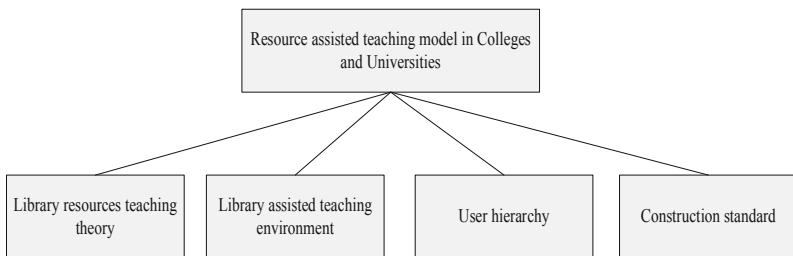 Resource assisted teaching model in Colleges
and Universities
Library resources teaching
theory
Library assisted teaching
environment
User hierarchy
Construction standard